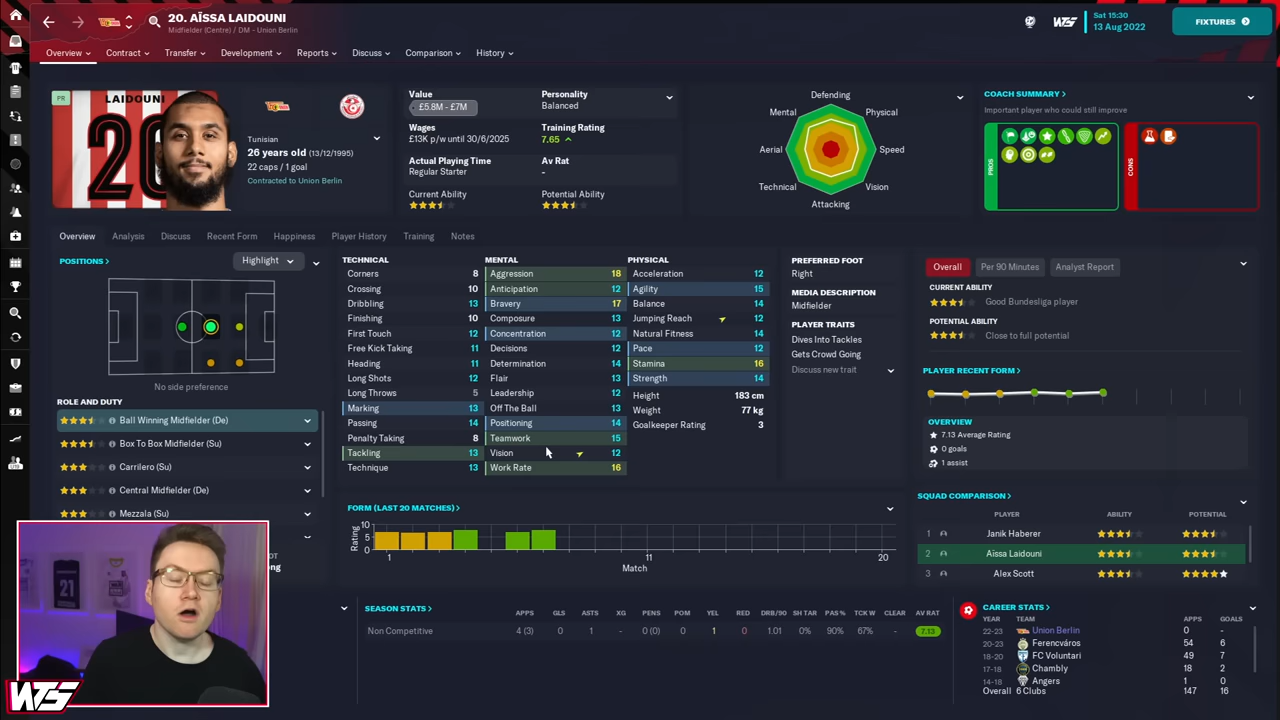 20. AÏSSA LAIDOUNI
Midfielder (Centre) / DM - Union Berlin
WTS
Sat 15:30
13 Aug 2022
FIXTURES
Overview
Contract
Transfer
Development
Reports
Discuss
Comparison
History
PR
LAIDOUNI
20
Tunisian
26 years old (13/12/1995)
22 caps / 1 goal
Contracted to Union Berlin
Value
£5.8M - £7M
Personality
Balanced
Wages
£13K p/w until 30/6/2025
Training Rating
7.65
Actual Playing Time
Regular Starter
Av Rat
-
Current Ability
Potential Ability
Defending
Mental
Physical
Aerial
Speed
Technical
Vision
Attacking
COACH SUMMARY
Important player who could still improve
PROS
CONS
Overview
Analysis
Discuss
Recent Form
Happiness
Player History
Training
Notes
POSITIONS
Highlight
No side preference
ROLE AND DUTY
Ball Winning Midfielder (De)
Box To Box Midfielder (Su)
Carrilero (Su)
Central Midfielder (De)
Mezzala (Su)
TECHNICAL
Corners 8
Crossing 10
Dribbling 13
Finishing 10
First Touch 12
Free Kick Taking 11
Heading 11
Long Shots 12
Long Throws 5
Marking 13
Passing 14
Penalty Taking 8
Tackling 13
Technique 13
MENTAL
Aggression 18
Anticipation 12
Bravery 17
Composure 13
Concentration 12
Decisions 12
Determination 14
Flair 13
Leadership 12
Off The Ball 13
Positioning 14
Teamwork 15
Vision 12
Work Rate 16
PHYSICAL
Acceleration 12
Agility 15
Balance 14
Jumping Reach 12
Natural Fitness 14
Pace 12
Stamina 16
Strength 14
Height 183 cm
Weight 77 kg
Goalkeeper Rating 3
PREFERRED FOOT
Right
MEDIA DESCRIPTION
Midfielder
PLAYER TRAITS
Dives Into Tackles
Gets Crowd Going
Discuss new trait
Overall
Per 90 Minutes
Analyst Report
CURRENT ABILITY
Good Bundesliga player
POTENTIAL ABILITY
Close to full potential
PLAYER RECENT FORM
OVERVIEW
7.13 Average Rating
0 goals
1 assist
SQUAD COMPARISON
PLAYER ABILITY POTENTIAL
1 Janik Haberer
2 Aïssa Laidouni
3 Alex Scott
FORM (LAST 20 MATCHES)
Rating
10
5
0
1 11 20
Match
SEASON STATS APPS GLS ASTS XG PENS POM YEL RED DRB/90 SH TAR PAS% TCK W CLEAR AV RAT
Non Competitive 4 (3) 0 1 - 0 (0) 0 1 0 1.01 0% 90% 67% - 7.13
CAREER STATS
YEAR TEAM APPS GOALS
22-23 Union Berlin 0 -
20-23 Ferencváros 54 6
18-20 FC Voluntari 49 7
17-18 Chambly 18 2
14-18 Angers 1 0
Overall 6 Clubs 147 16
21
WTS